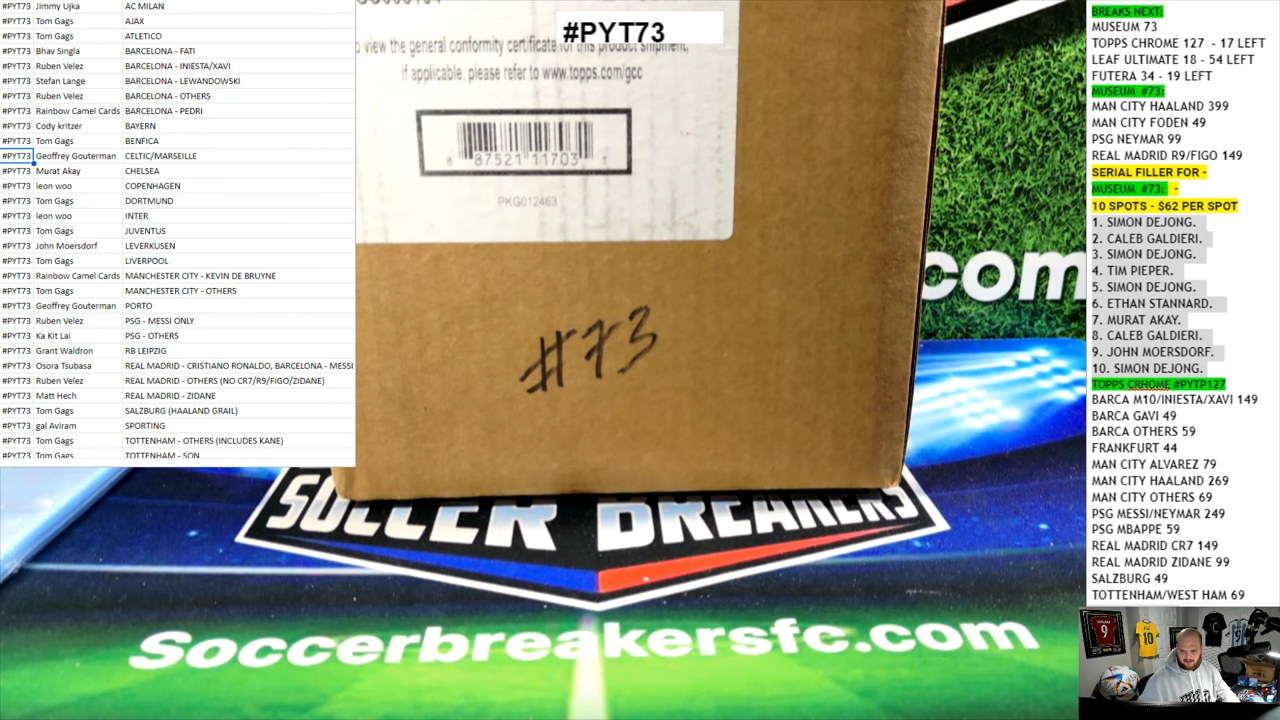 #PYT73 Jimmy Ujka AC MILAN
#PYT73 Tom Gags AJAX
#PYT73 Tom Gags ATLETICO
#PYT73 Bhav Singla BARCELONA - FATI
#PYT73 Ruben Velez BARCELONA - INIESTA/XAVI
#PYT73 Stefan Lange BARCELONA - LEWANDOWSKI
#PYT73 Ruben Velez BARCELONA - OTHERS
#PYT73 Rainbow Camel Cards BARCELONA - PEDRI
#PYT73 Cody kritzer BAYERN
#PYT73 Tom Gags BENFICA
#PYT73 Geoffrey Gouterman CELTIC/MARSEILLE
#PYT73 Murat Akay CHELSEA
#PYT73 leon woo COPENHAGEN
#PYT73 Tom Gags DORTMUND
#PYT73 leon woo INTER
#PYT73 Tom Gags JUVENTUS
#PYT73 John Moersdorf LEVERKUSEN
#PYT73 Tom Gags LIVERPOOL
#PYT73 Rainbow Camel Cards MANCHESTER CITY - KEVIN DE BRUYNE
#PYT73 Tom Gags MANCHESTER CITY - OTHERS
#PYT73 Geoffrey Gouterman PORTO
#PYT73 Ruben Velez PSG - MESSI ONLY
#PYT73 Ka Kit Lai PSG - OTHERS
#PYT73 Grant Waldron RB LEIPZIG
#PYT73 Osora Tsubasa REAL MADRID - CRISTIANO RONALDO, BARCELONA - MESSI
#PYT73 Ruben Velez REAL MADRID - OTHERS (NO CR7/R9/FIGO/ZIDANE)
#PYT73 Matt Hech REAL MADRID - ZIDANE
#PYT73 Tom Gags SALZBURG (HAALAND GRAIL)
#PYT73 gal Aviram SPORTING
#PYT73 Tom Gags TOTTENHAM - OTHERS (INCLUDES KANE)
#PYT73 Tom Gags TOTTENHAM - SON
#PYT73
o view the general conformity certificate for this product shipment,
if applicable, please refer to www.topps.com/gcc
8 87521 11703 1
PKG012463
#73
.com
SOCCER BREAKERS
Soccerbreakersfc.com
BREAKS NEXT:
MUSEUM 73
TOPPS CHROME 127 - 17 LEFT
LEAF ULTIMATE 18 - 54 LEFT
FUTERA 34 - 19 LEFT
MUSEUM #73:
MAN CITY HAALAND 399
MAN CITY FODEN 49
PSG NEYMAR 99
REAL MADRID R9/FIGO 149
SERIAL FILLER FOR -
MUSEUM #73: -
10 SPOTS - $62 PER SPOT
1. SIMON DEJONG.
2. CALEB GALDIERI.
3. SIMON DEJONG.
4. TIM PIEPER.
5. SIMON DEJONG.
6. ETHAN STANNARD.
7. MURAT AKAY.
8. CALEB GALDIERI.
9. JOHN MOERSDORF.
10. SIMON DEJONG.
TOPPS CRHOME #PYTP127
BARCA M10/INIESTA/XAVI 149
BARCA GAVI 49
BARCA OTHERS 59
FRANKFURT 44
MAN CITY ALVAREZ 79
MAN CITY HAALAND 269
MAN CITY OTHERS 69
PSG MESSI/NEYMAR 249
PSG MBAPPE 59
REAL MADRID CR7 149
REAL MADRID ZIDANE 99
SALZBURG 49
TOTTENHAM/WEST HAM 69
9
10